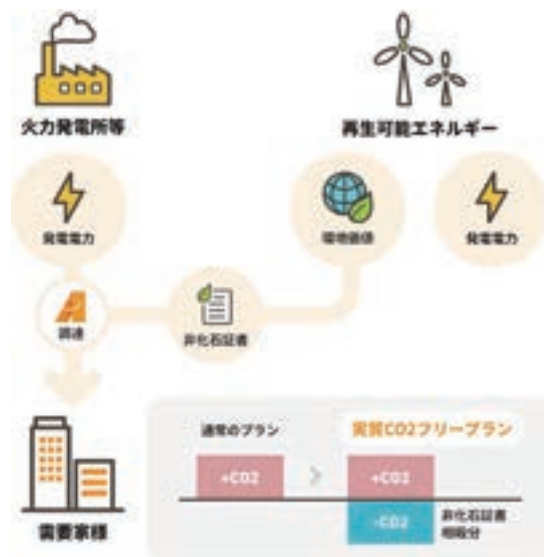 火力発電所等
再生可能エネルギー
発電電力
環境価値
発電電力
調達
非化石証書
需要家様
通常のプラン
実質CO2フリープラン
+CO2
+CO2
-CO2
非化石証書
相殺分